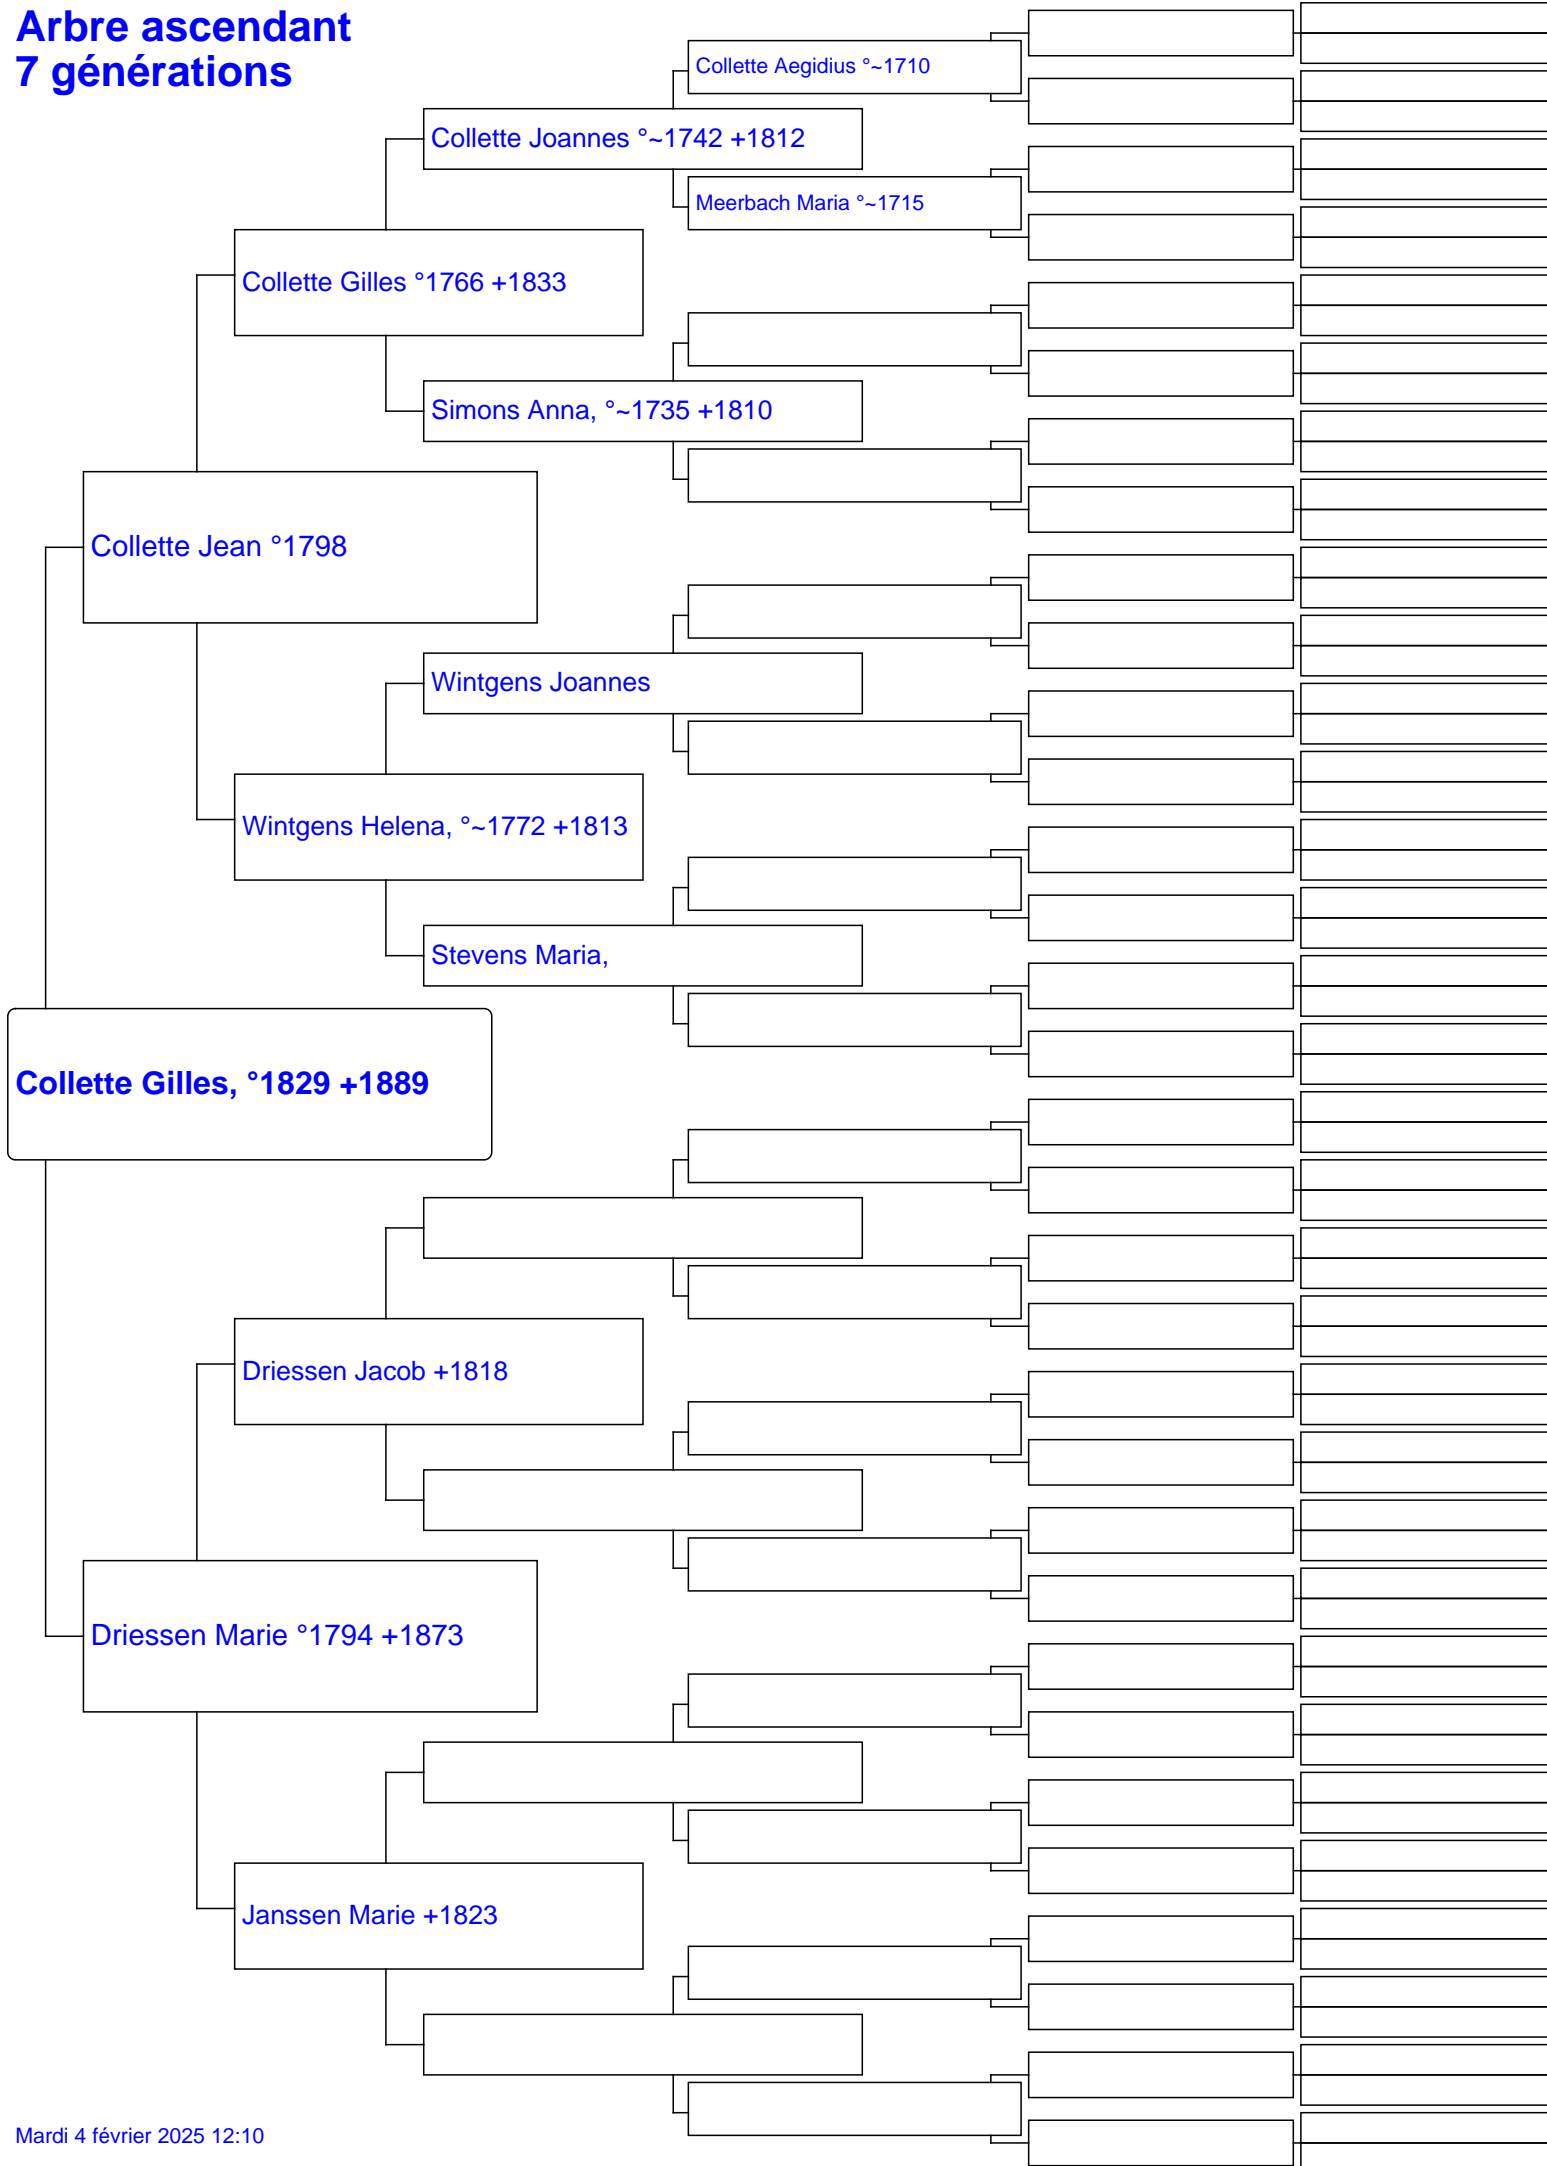 Arbre ascendant
7 générations
Collette Aegidius °~1710
Collette Joannes °~1742 +1812
Meerbach Maria °~1715
Collette Gilles °1766 +1833
Simons Anna, °~1735 +1810
Collette Jean °1798
Wintgens Joannes
Wintgens Helena, °~1772 +1813
Stevens Maria,
Collette Gilles, °1829 +1889
Driessen Jacob +1818
Driessen Marie °1794 +1873
Janssen Marie +1823
Mardi 4 février 2025 12:10